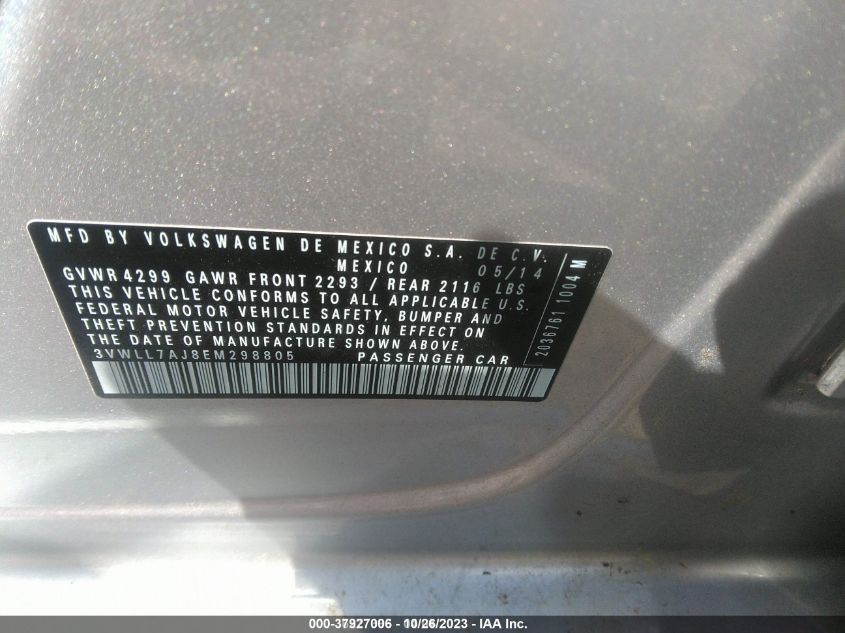 MFD BY VOLKSWAGEN DE MEXICO S.A. DE C.V.
MEXICO 05/14
GVWR 4299 GAWR FRONT 2293 / REAR 2116 LBS
THIS VEHICLE CONFORMS TO ALL APPLICABLE U.S.
FEDERAL MOTOR VEHICLE SAFETY, BUMPER AND
THEFT PREVENTION STANDARDS IN EFFECT ON
THE DATE OF MANUFACTURE SHOWN ABOVE.
3VWLL7AJ8EM298805 PASSENGER CAR
2036761 1004 M
000-37927006 - 10/26/2023 - IAA Inc.